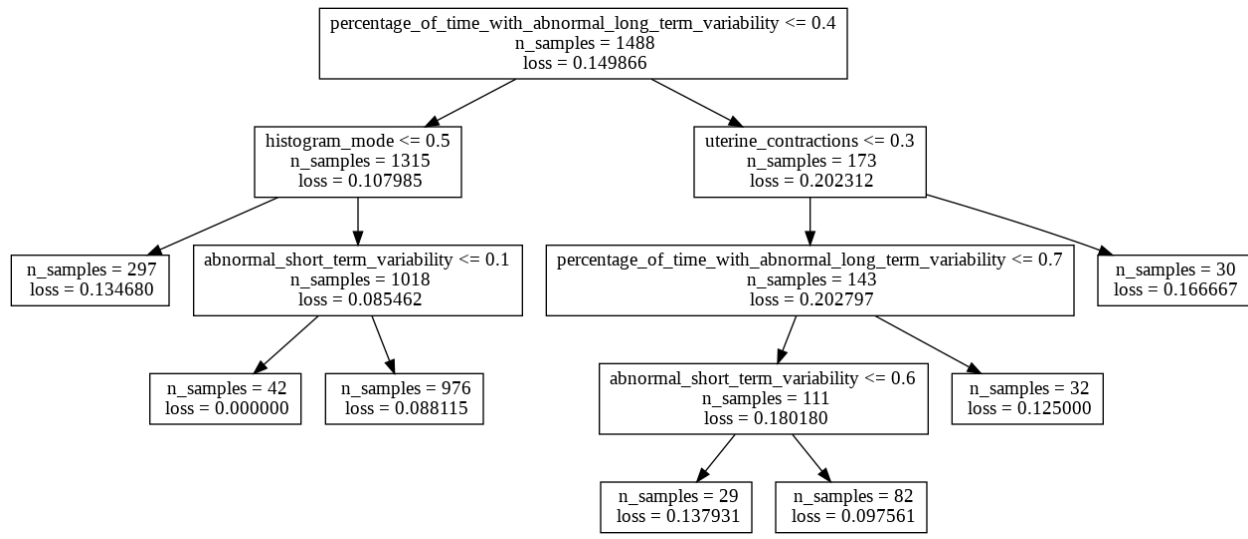 percentage_of_time_with_abnormal_long_term_variability <= 0.4
n_samples = 1488
loss = 0.149866
histogram_mode <= 0.5
n_samples = 1315
loss = 0.107985
uterine_contractions <= 0.3
n_samples = 173
loss = 0.202312
n_samples = 297
loss = 0.134680
abnormal_short_term_variability <= 0.1
n_samples = 1018
loss = 0.085462
percentage_of_time_with_abnormal_long_term_variability <= 0.7
n_samples = 143
loss = 0.202797
n_samples = 30
loss = 0.166667
n_samples = 42
loss = 0.000000
n_samples = 976
loss = 0.088115
abnormal_short_term_variability <= 0.6
n_samples = 111
loss = 0.180180
n_samples = 32
loss = 0.125000
n_samples = 29
loss = 0.137931
n_samples = 82
loss = 0.097561